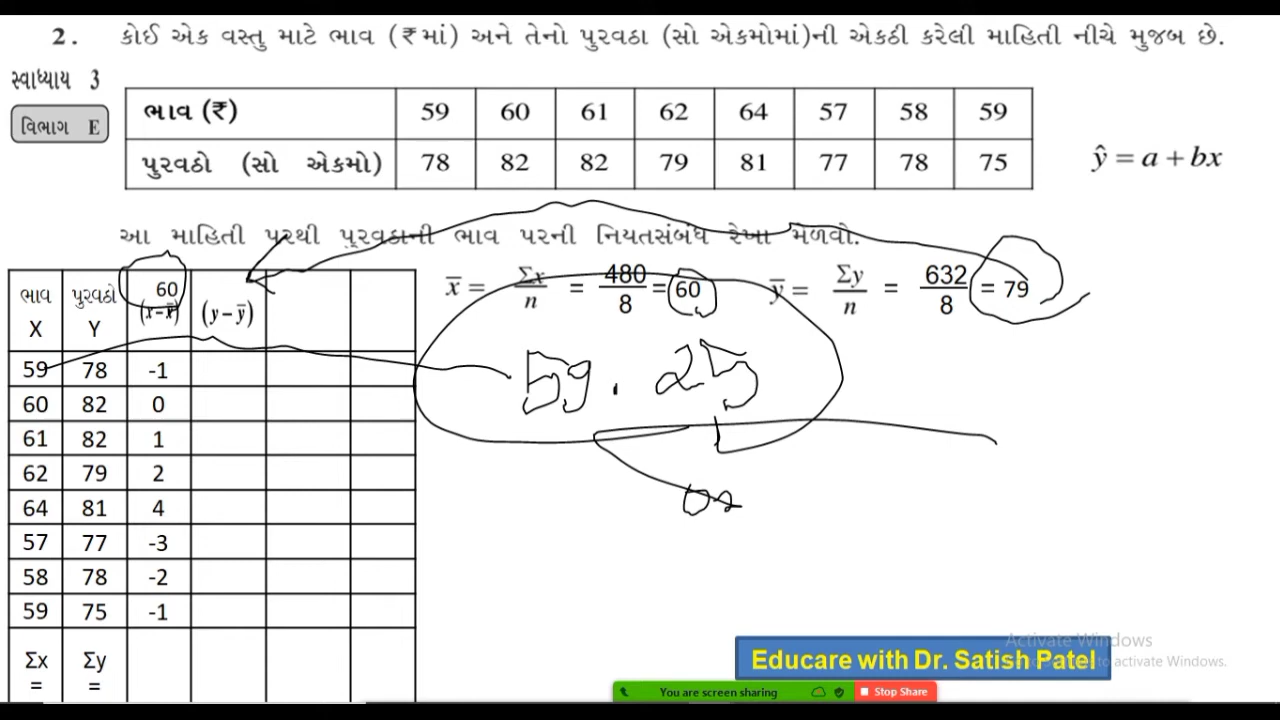 2. કોઈ એક વસ્તુ માટે ભાવ (₹માં) અને તેનો પુરવઠા (સો એકમોમાં)ની એકઠી કરેલી માહિતી નીચે મુજબ છે.
સ્વાધ્યાય 3
વિભાગ E
ભાવ (₹) 59 60 61 62 64 57 58 59
પુરવઠો (સો એકમો) 78 82 82 79 81 77 78 75
ŷ = a + bx
આ માહિતી પરથી પુરવઠાની ભાવ પરની નિયતસંબંધ રેખા મેળવો.
x̄ = Σx/n = 480/8 = 60 ȳ = Σy/n = 632/8 = 79
ભાવ X પુરવઠો Y 60 (x – x̄) (y – ȳ)
59 78 -1
60 82 0
61 82 1
62 79 2
64 81 4
57 77 -3
58 78 -2
59 75 -1
Σx = Σy =
59.25
Educare with Dr. Satish Patel
Activate Windows
to activate Windows.
You are screen sharing Stop Share